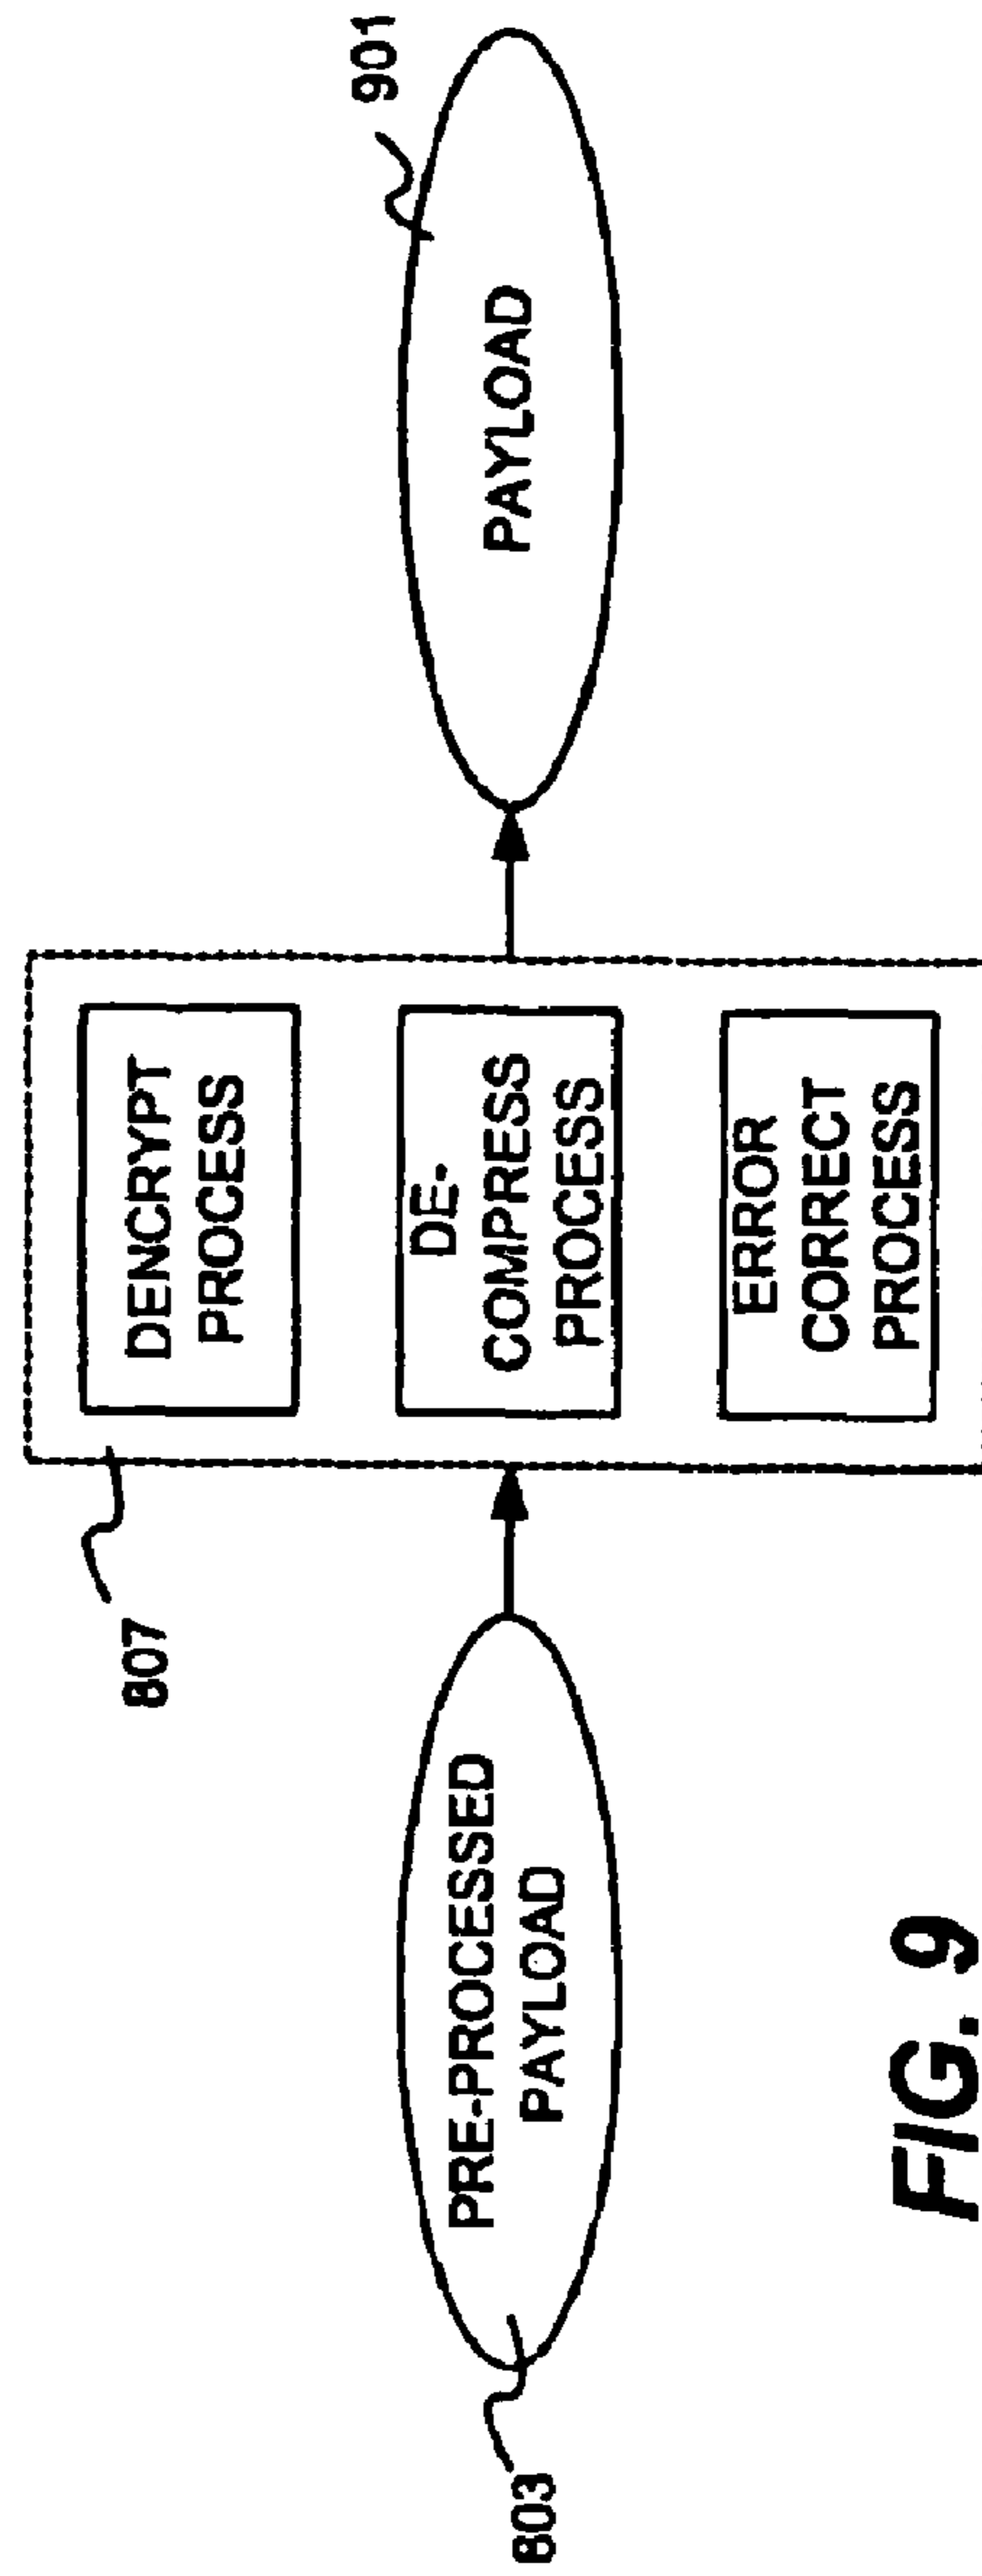 803
PRE-PROCESSED
PAYLOAD
807
DENCRYPT
PROCESS
DE-
COMPRESS
PROCESS
ERROR
CORRECT
PROCESS
901
PAYLOAD
FIG. 9